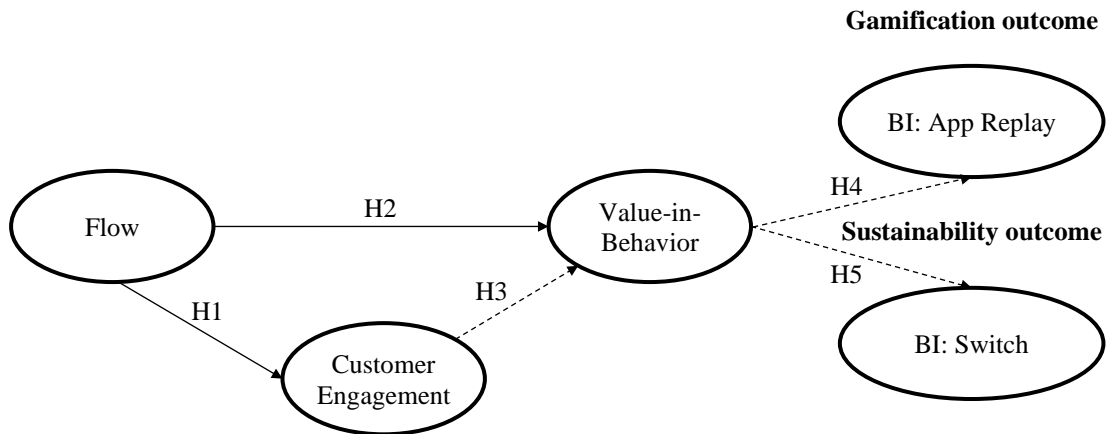 Gamification outcome
BI: App Replay
H4
H2
Flow
Value-in-
Behavior
Sustainability outcome
H5
H3
H1
BI: Switch
Customer
Engagement